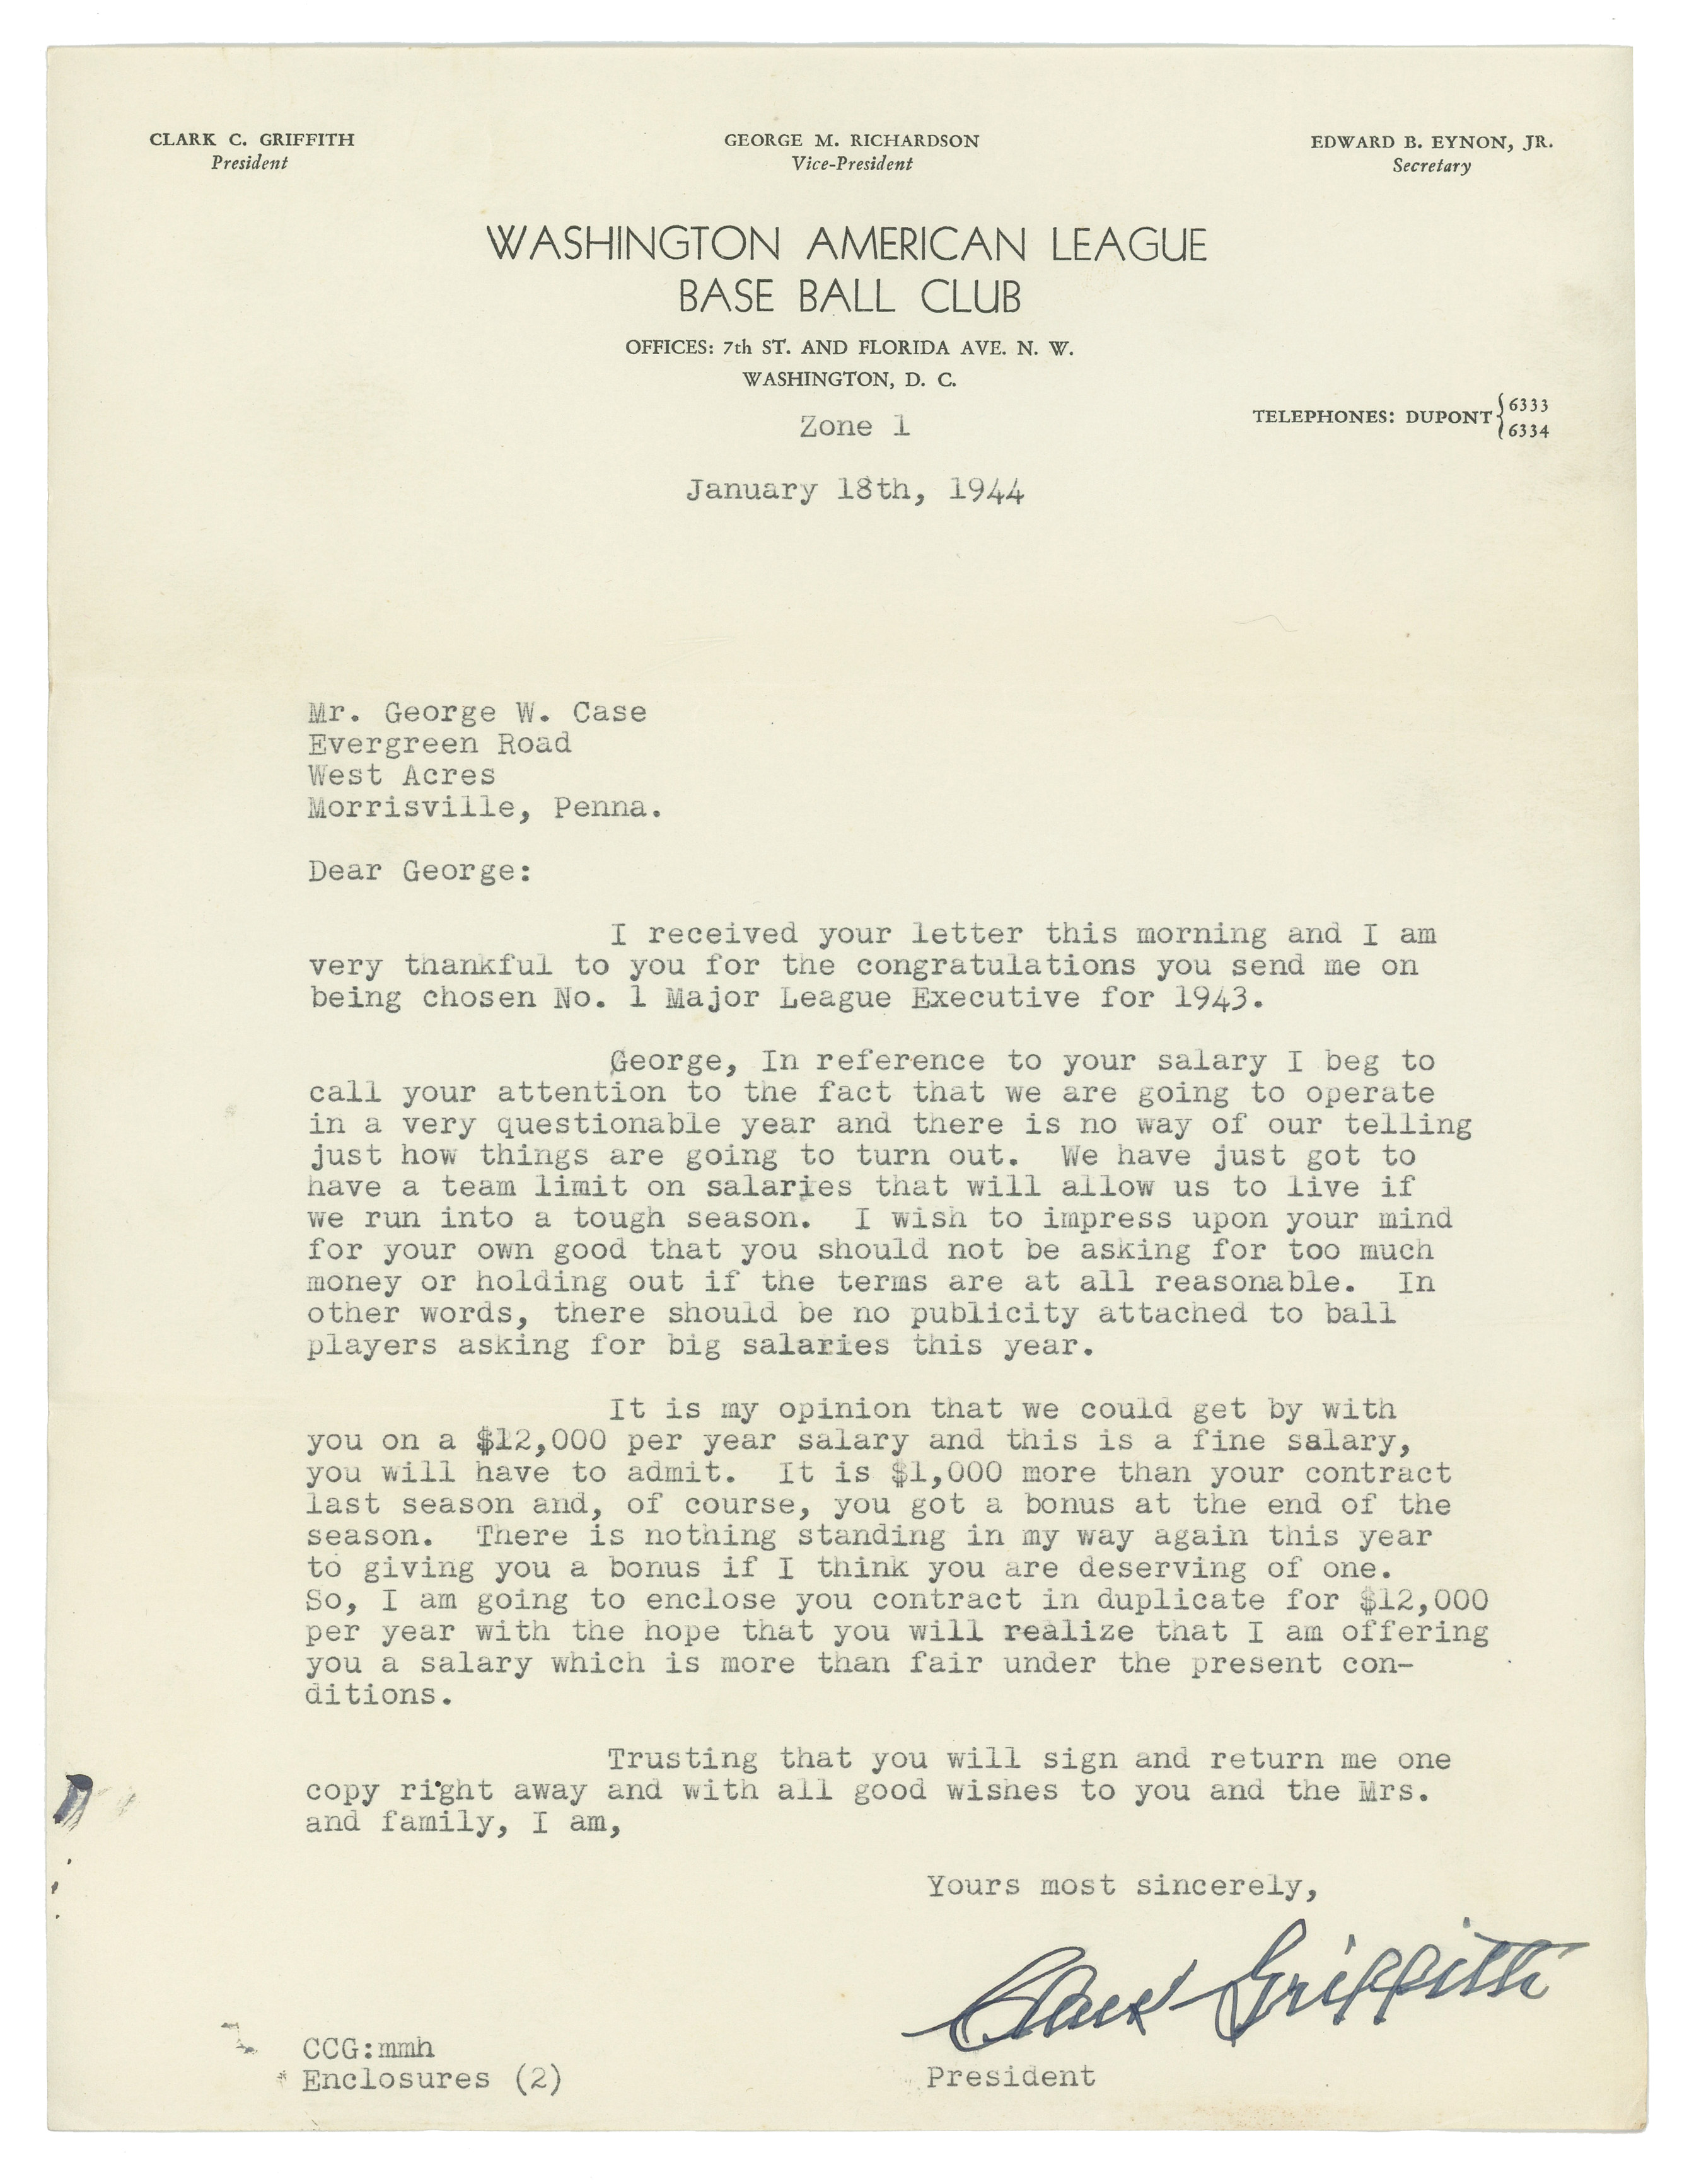 CLARK C. GRIFFITH
President
GEORGE M. RICHARDSON
Vice-President
EDWARD B. EYNON, JR.
Secretary
WASHINGTON AMERICAN LEAGUE
BASE BALL CLUB
OFFICES: 7th ST. AND FLORIDA AVE. N. W.
WASHINGTON, D. C.
TELEPHONES: DUPONT { 6333
6334
Zone 1
January 18th, 1944
Mr. George W. Case
Evergreen Road
West Acres
Morrisville, Penna.
Dear George:
I received your letter this morning and I am
very thankful to you for the congratulations you send me on
being chosen No. 1 Major League Executive for 1943.
George, In reference to your salary I beg to
call your attention to the fact that we are going to operate
in a very questionable year and there is no way of our telling
just how things are going to turn out. We have just got to
have a team limit on salaries that will allow us to live if
we run into a tough season. I wish to impress upon your mind
for your own good that you should not be asking for too much
money or holding out if the terms are at all reasonable. In
other words, there should be no publicity attached to ball
players asking for big salaries this year.
It is my opinion that we could get by with
you on a $12,000 per year salary and this is a fine salary,
you will have to admit. It is $1,000 more than your contract
last season and, of course, you got a bonus at the end of the
season. There is nothing standing in my way again this year
to giving you a bonus if I think you are deserving of one.
So, I am going to enclose you contract in duplicate for $12,000
per year with the hope that you will realize that I am offering
you a salary which is more than fair under the present con-
ditions.
Trusting that you will sign and return me one
copy right away and with all good wishes to you and the Mrs.
and family, I am,
Yours most sincerely,
Clark Griffith
President
CCG:mmh
Enclosures (2)